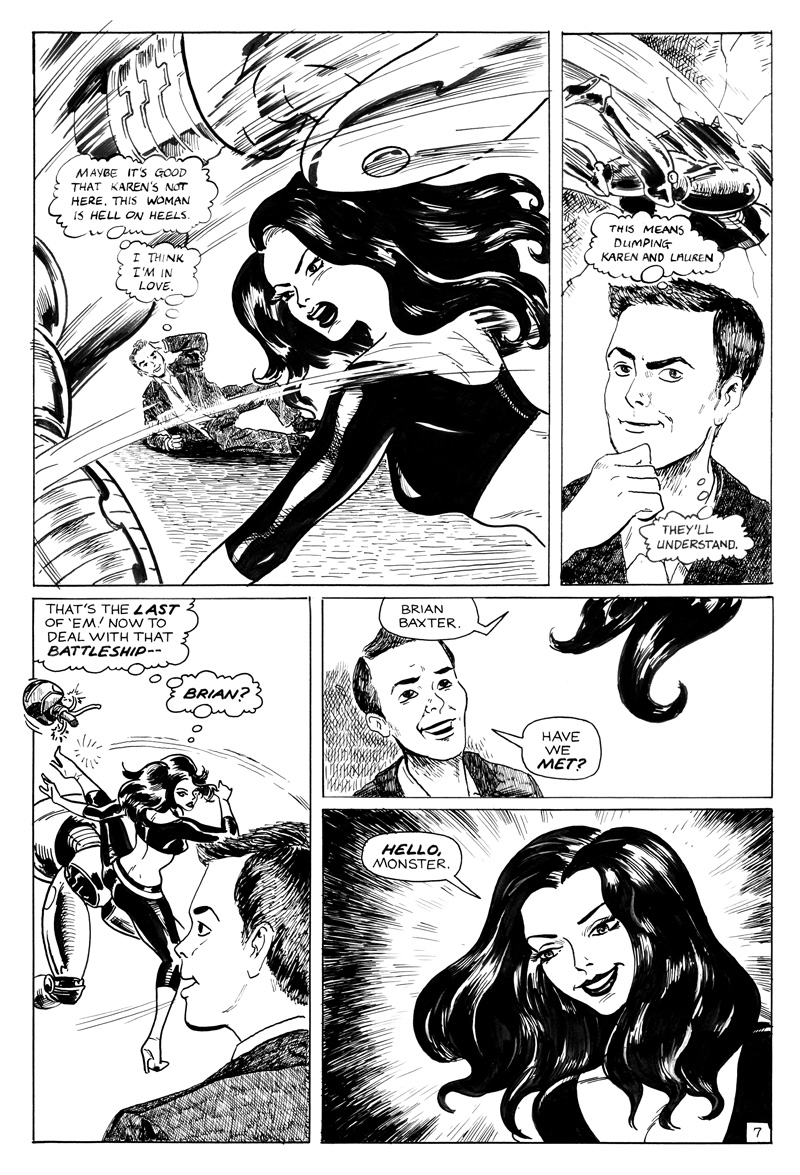 MAYBE IT'S GOOD
THAT KAREN'S NOT
HERE. THIS WOMAN
IS HELL ON HEELS.
I THINK
I'M IN
LOVE.
THIS MEANS
DUMPING
KAREN AND LAUREN
THEY'LL
UNDERSTAND.
THAT'S THE LAST
OF 'EM! NOW TO
DEAL WITH THAT
BATTLESHIP--
BRIAN?
BRIAN
BAXTER.
HAVE
WE
MET?
HELLO,
MONSTER.
7